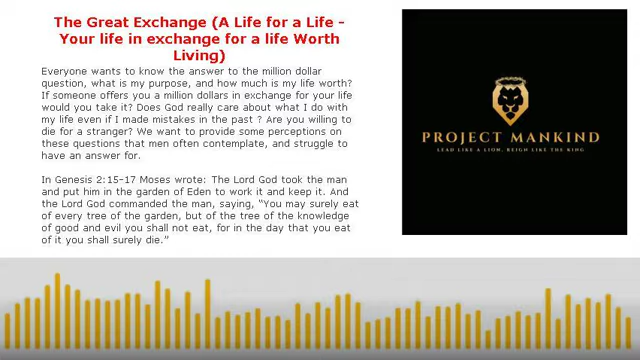 The Great Exchange (A Life for a Life -
Your life in exchange for a life Worth
Living)
Everyone wants to know the answer to the million dollar
question, what is my purpose, and how much is my life worth?
If someone offers you a million dollars in exchange for your life
would you take it? Does God really care about what I do with
my life even if I made mistakes in the past ? Are you willing to
die for a stranger? We want to provide some perceptions on
these questions that men often contemplate, and struggle to
have an answer for.
In Genesis 2:15-17 Moses wrote: The Lord God took the man
and put him in the garden of Eden to work it and keep it. And
the Lord God commanded the man, saying, “You may surely eat
of every tree of the garden, but of the tree of the knowledge
of good and evil you shall not eat, for in the day that you eat
of it you shall surely die.”
PROJECT MANKIND
LEAD LIKE A LION, REIGN LIKE THE KING